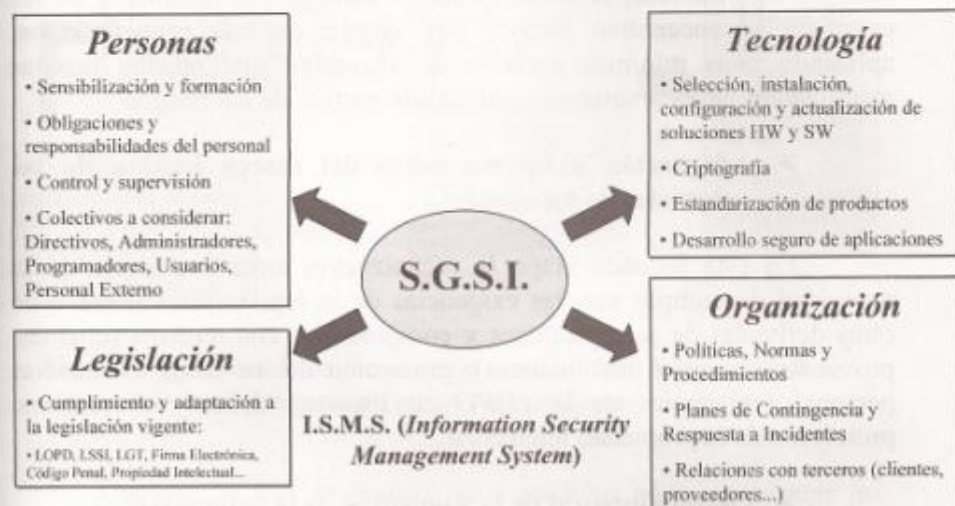 Personas
• Sensibilización y formación
• Obligaciones y
responsabilidades del personal
• Control y supervisión
• Colectivos a considerar:
Directivos, Administradores,
Programadores, Usuarios,
Personal Externo
Tecnología
• Selección, instalación,
configuración y actualización de
soluciones HW y SW
• Criptografía
• Estandarización de productos
• Desarrollo seguro de aplicaciones
S.G.S.I.
Legislación
• Cumplimiento y adaptación a
la legislación vigente:
• LOPD, LSSI, LGT, Firma Electrónica,
Código Penal, Propiedad Intelectual...
I.S.M.S. (Information Security
Management System)
Organización
• Políticas, Normas y
Procedimientos
• Planes de Contingencia y
Respuesta a Incidentes
• Relaciones con terceros (clientes,
proveedores...)